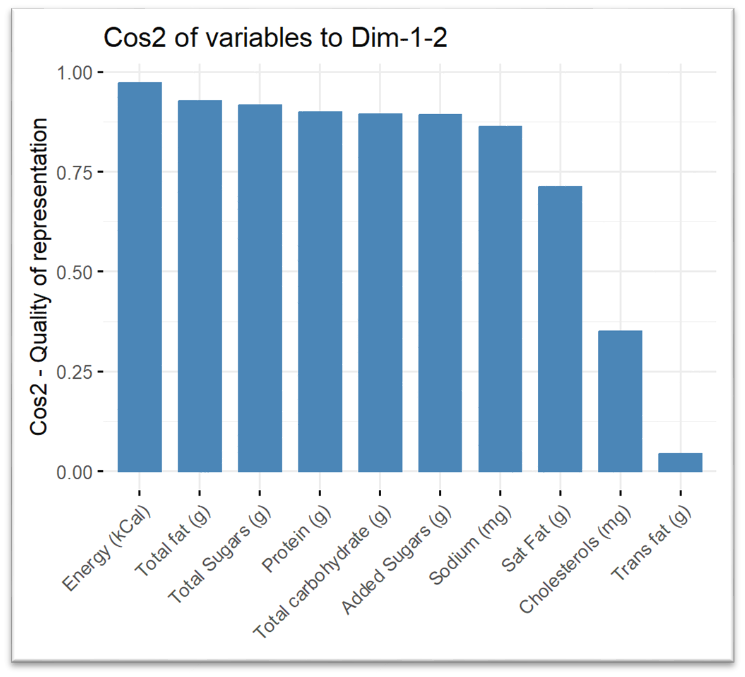 Cos2 of variables to Dim-1-2
Cos2 - Quality of representation
1.00
0.75
0.50
0.25
0.00
Energy (kCal)
Total fat (g)
Total Sugars (g)
Protein (g)
Total carbohydrate (g)
Added Sugars (g)
Sodium (mg)
Sat Fat (g)
Cholesterols (mg)
Trans fat (g)